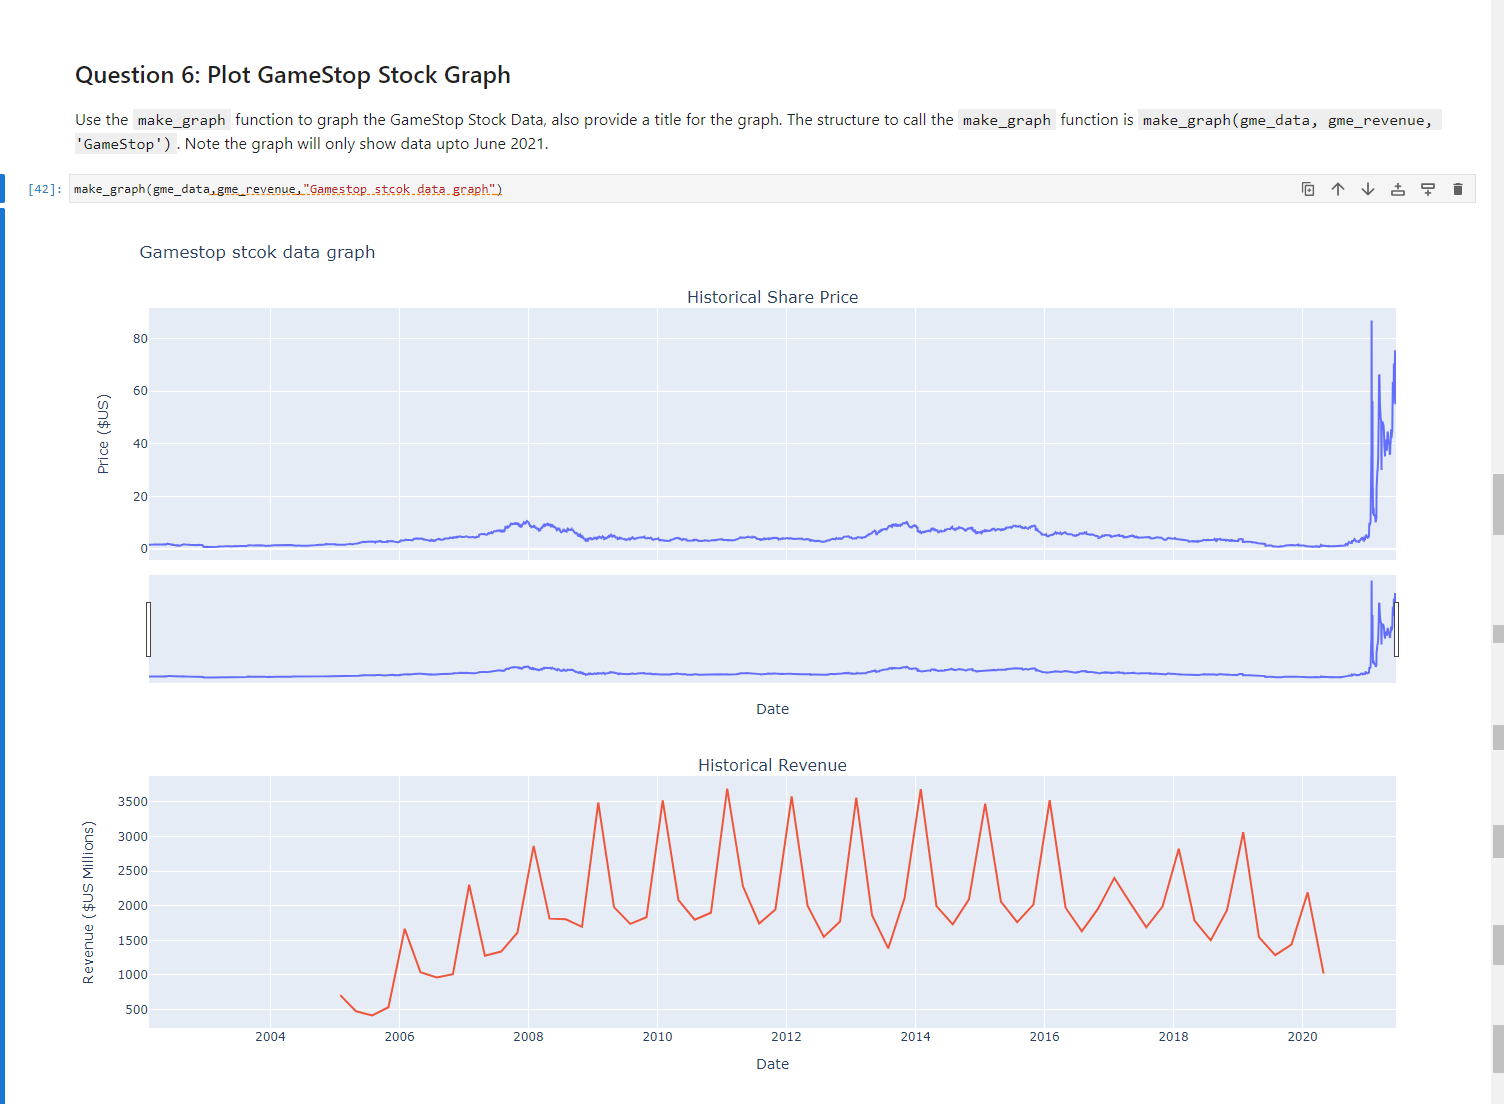 Question 6: Plot GameStop Stock Graph
Use the make_graph function to graph the GameStop Stock Data, also provide a title for the graph. The structure to call the make_graph function is make_graph(gme_data, gme_revenue,
'GameStop'). Note the graph will only show data upto June 2021.
[42]: make_graph(gme_data,gme_revenue,"Gamestop stcok data graph")
Gamestop stcok data graph
Historical Share Price
80
60
40
20
0
Price ($US)
Date
Historical Revenue
3500
3000
2500
2000
1500
1000
500
Revenue ($US Millions)
2004 2006 2008 2010 2012 2014 2016 2018 2020
Date